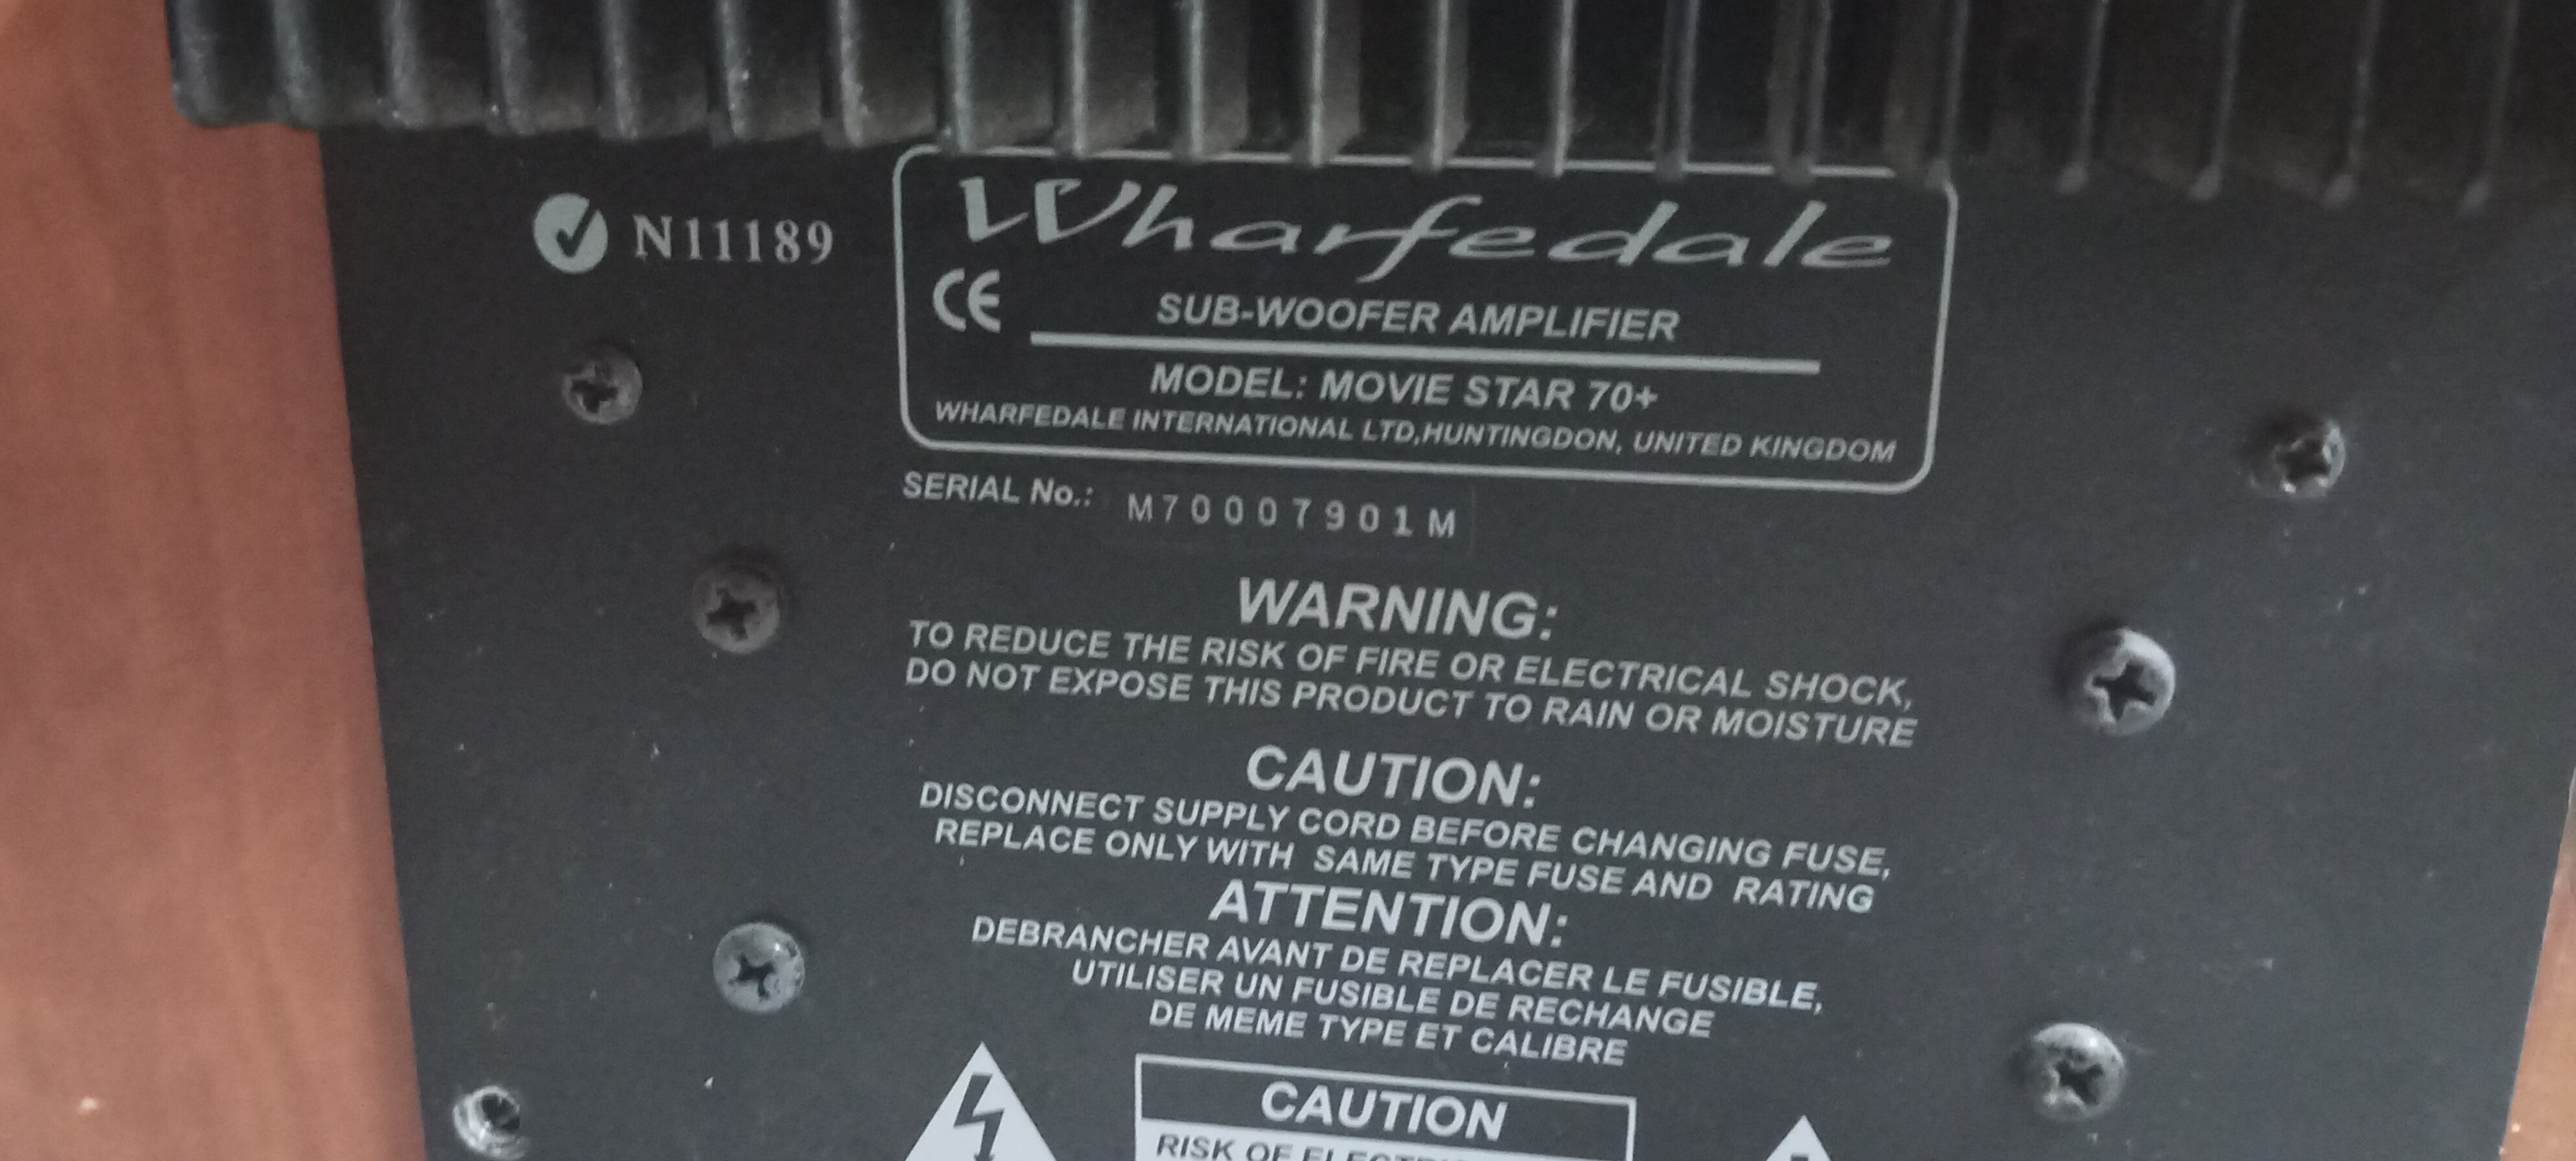 N11189
Wharfedale
CE
SUB-WOOFER AMPLIFIER
MODEL: MOVIE STAR 70+
WHARFEDALE INTERNATIONAL LTD,HUNTINGDON, UNITED KINGDOM
SERIAL No.: M70007901M
WARNING:
TO REDUCE THE RISK OF FIRE OR ELECTRICAL SHOCK,
DO NOT EXPOSE THIS PRODUCT TO RAIN OR MOISTURE
CAUTION:
DISCONNECT SUPPLY CORD BEFORE CHANGING FUSE,
REPLACE ONLY WITH SAME TYPE FUSE AND RATING
ATTENTION:
DEBRANCHER AVANT DE REPLACER LE FUSIBLE,
UTILISER UN FUSIBLE DE RECHANGE
DE MEME TYPE ET CALIBRE
CAUTION
RISK OF